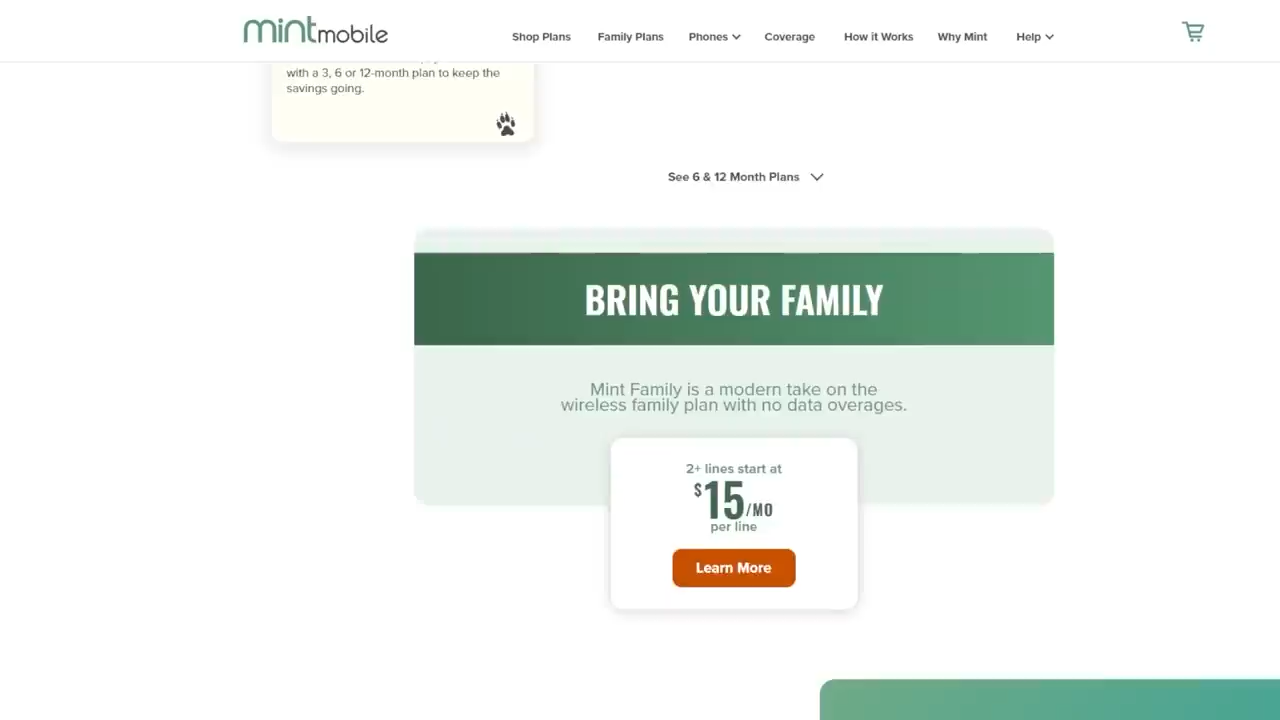 mintmobile
Shop Plans
Family Plans
Phones
Coverage
How it Works
Why Mint
Help
with a 3, 6 or 12-month plan to keep the
savings going.
See 6 & 12 Month Plans
BRING YOUR FAMILY
Mint Family is a modern take on the
wireless family plan with no data overages.
2+ lines start at
$15/MO
per line
Learn More